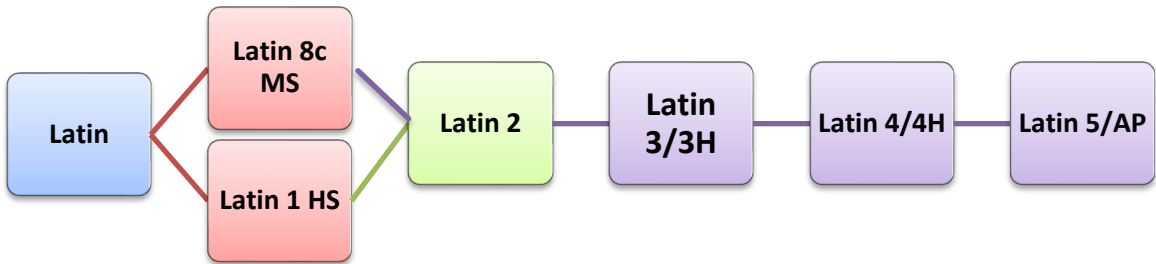 Latin
Latin 8c
MS
Latin 1 HS
Latin 2
Latin
3/3H
Latin 4/4H
Latin 5/AP